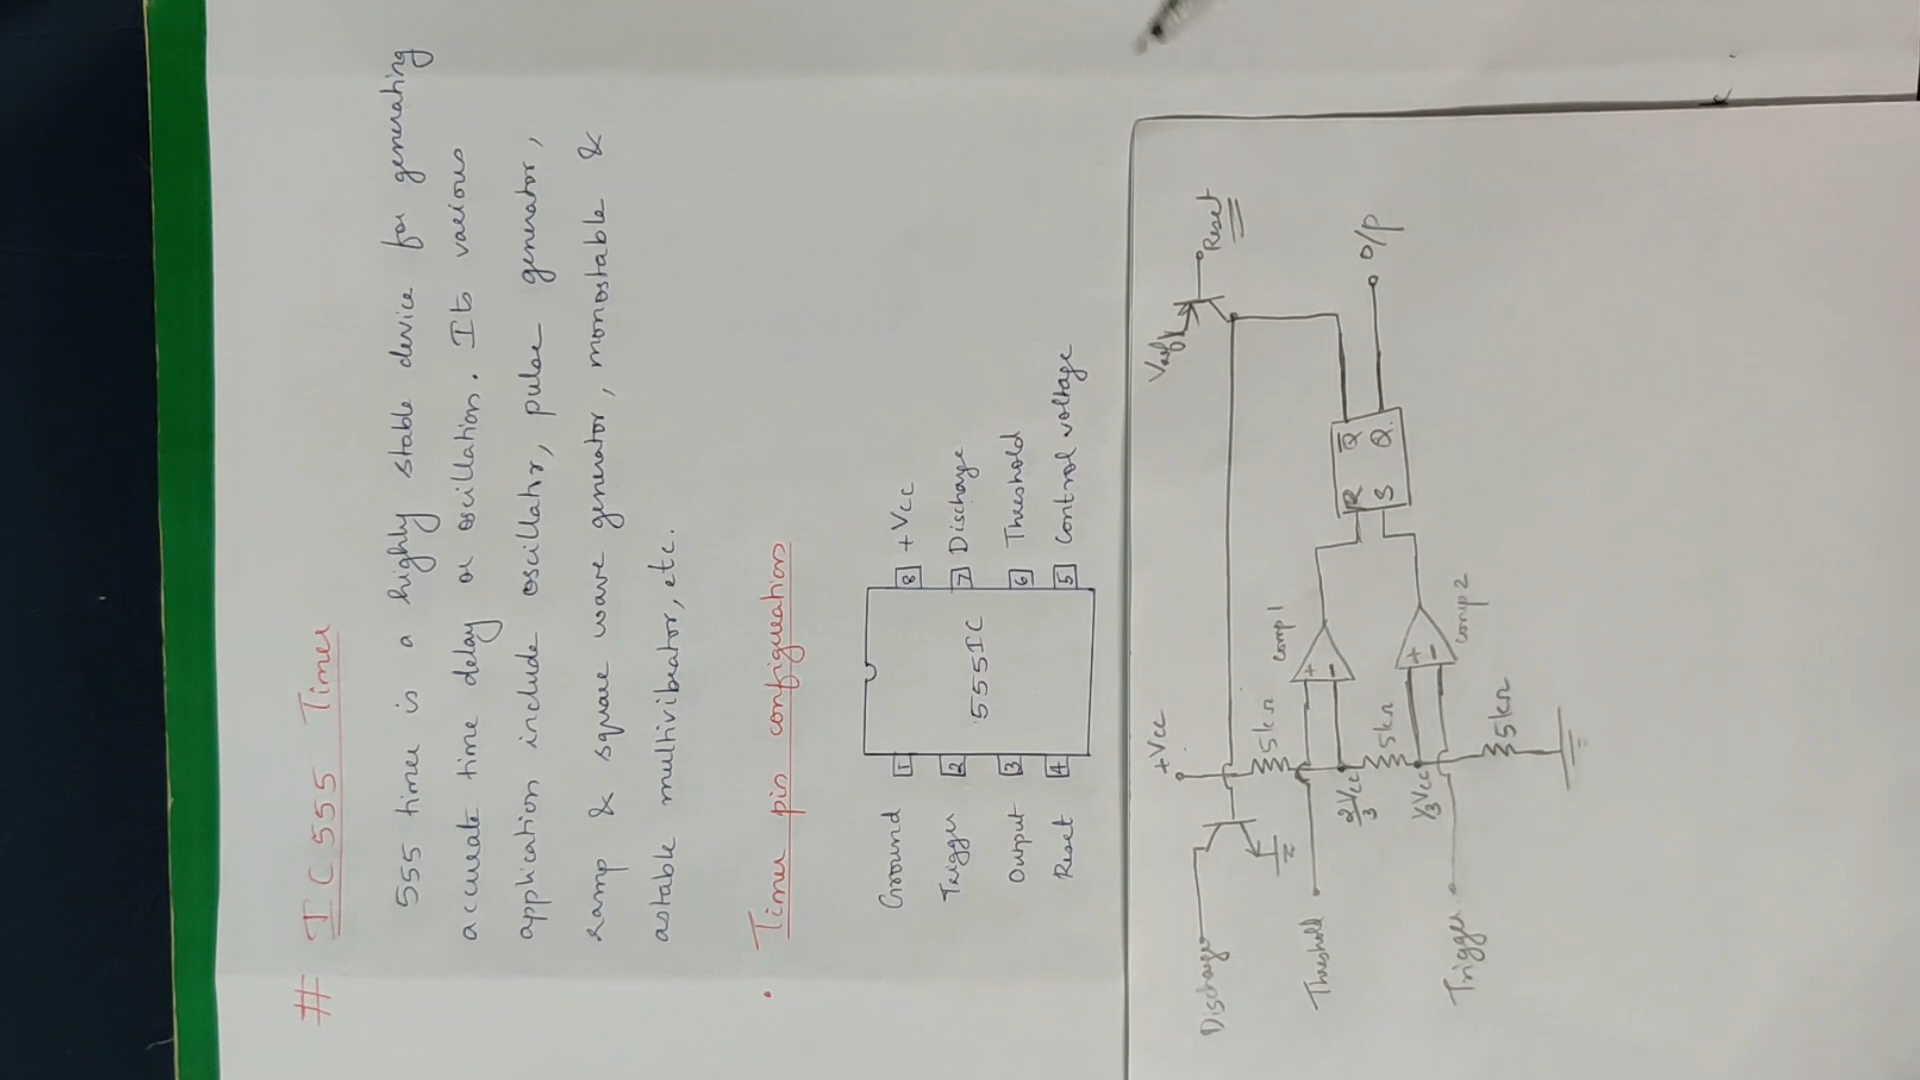 # IC 555 Timer
555 timer is a highly stable device for generating
accurate time delay or oscillation. Its various
application include oscillator, pulse generator,
ramp & square wave generator, monostable &
astable multivibrator, etc.
• Timer pin configurations
Ground 1 8 +Vcc
Trigger 2 7 Discharge
555IC
Output 3 6 Threshold
Reset 4 5 Control voltage
+Vcc Vref Reset
Discharge
5kΩ comp 1
Threshold + -
2/3 Vcc R Q̅ O/P
5kΩ S Q
1/3 Vcc + - comp 2
Trigger
5kΩ